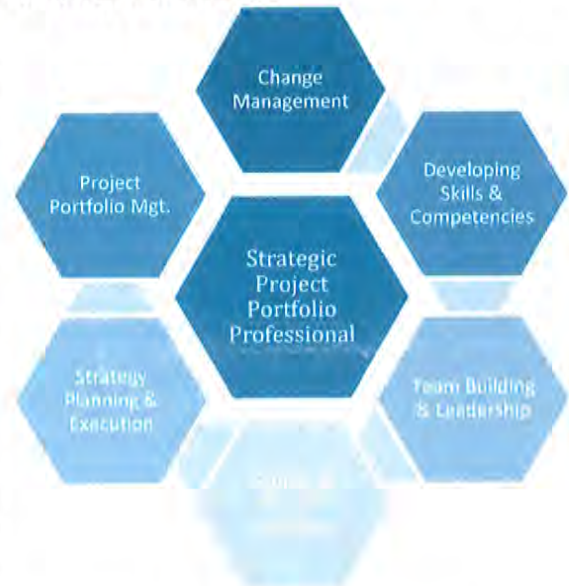 Change
Management
Developing
Skills &
Competencies
Project
Portfolio Mgt.
Strategic
Project
Portfolio
Professional
Strategy
Planning &
Execution
Team Building
& Leadership